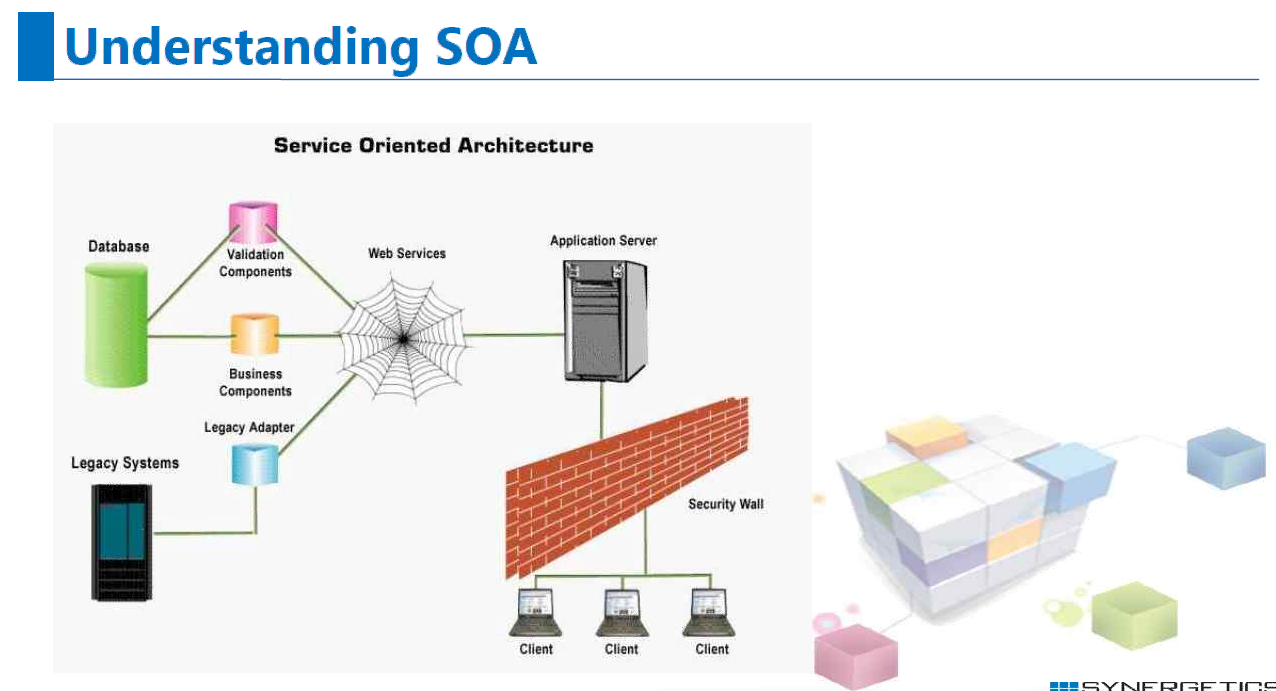 Understanding SOA
Service Oriented Architecture
Database
Validation
Components
Web Services
Application Server
Business
Components
Legacy Adapter
Legacy Systems
Security Wall
Client
Client
Client
SYNERGETICS